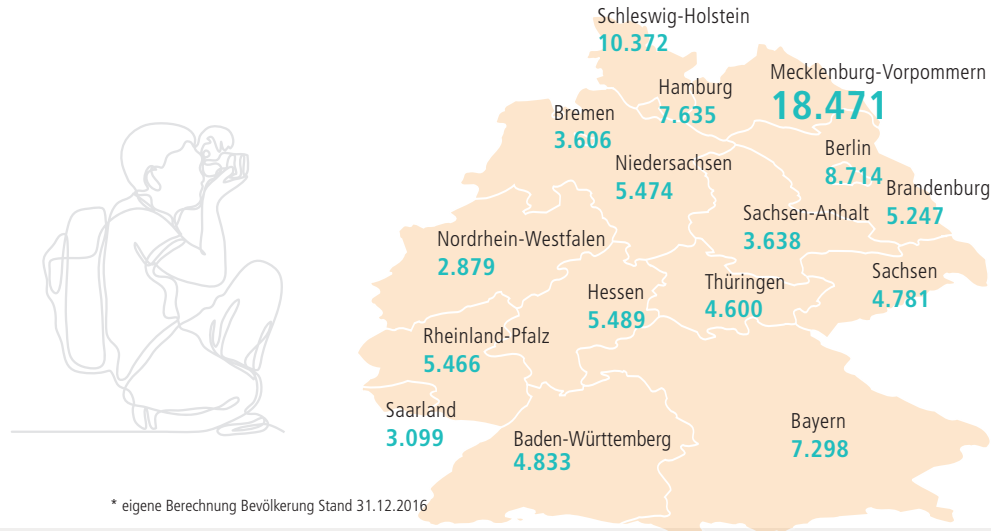 Schleswig-Holstein
10.372
Mecklenburg-Vorpommern
18.471
Hamburg
7.635
Bremen
3.606
Berlin
8.714
Niedersachsen
5.474
Brandenburg
5.247
Sachsen-Anhalt
3.638
Nordrhein-Westfalen
2.879
Sachsen
4.781
Thüringen
4.600
Hessen
5.489
Rheinland-Pfalz
5.466
Saarland
3.099
Bayern
7.298
Baden-Württemberg
4.833
* eigene Berechnung Bevölkerung Stand 31.12.2016